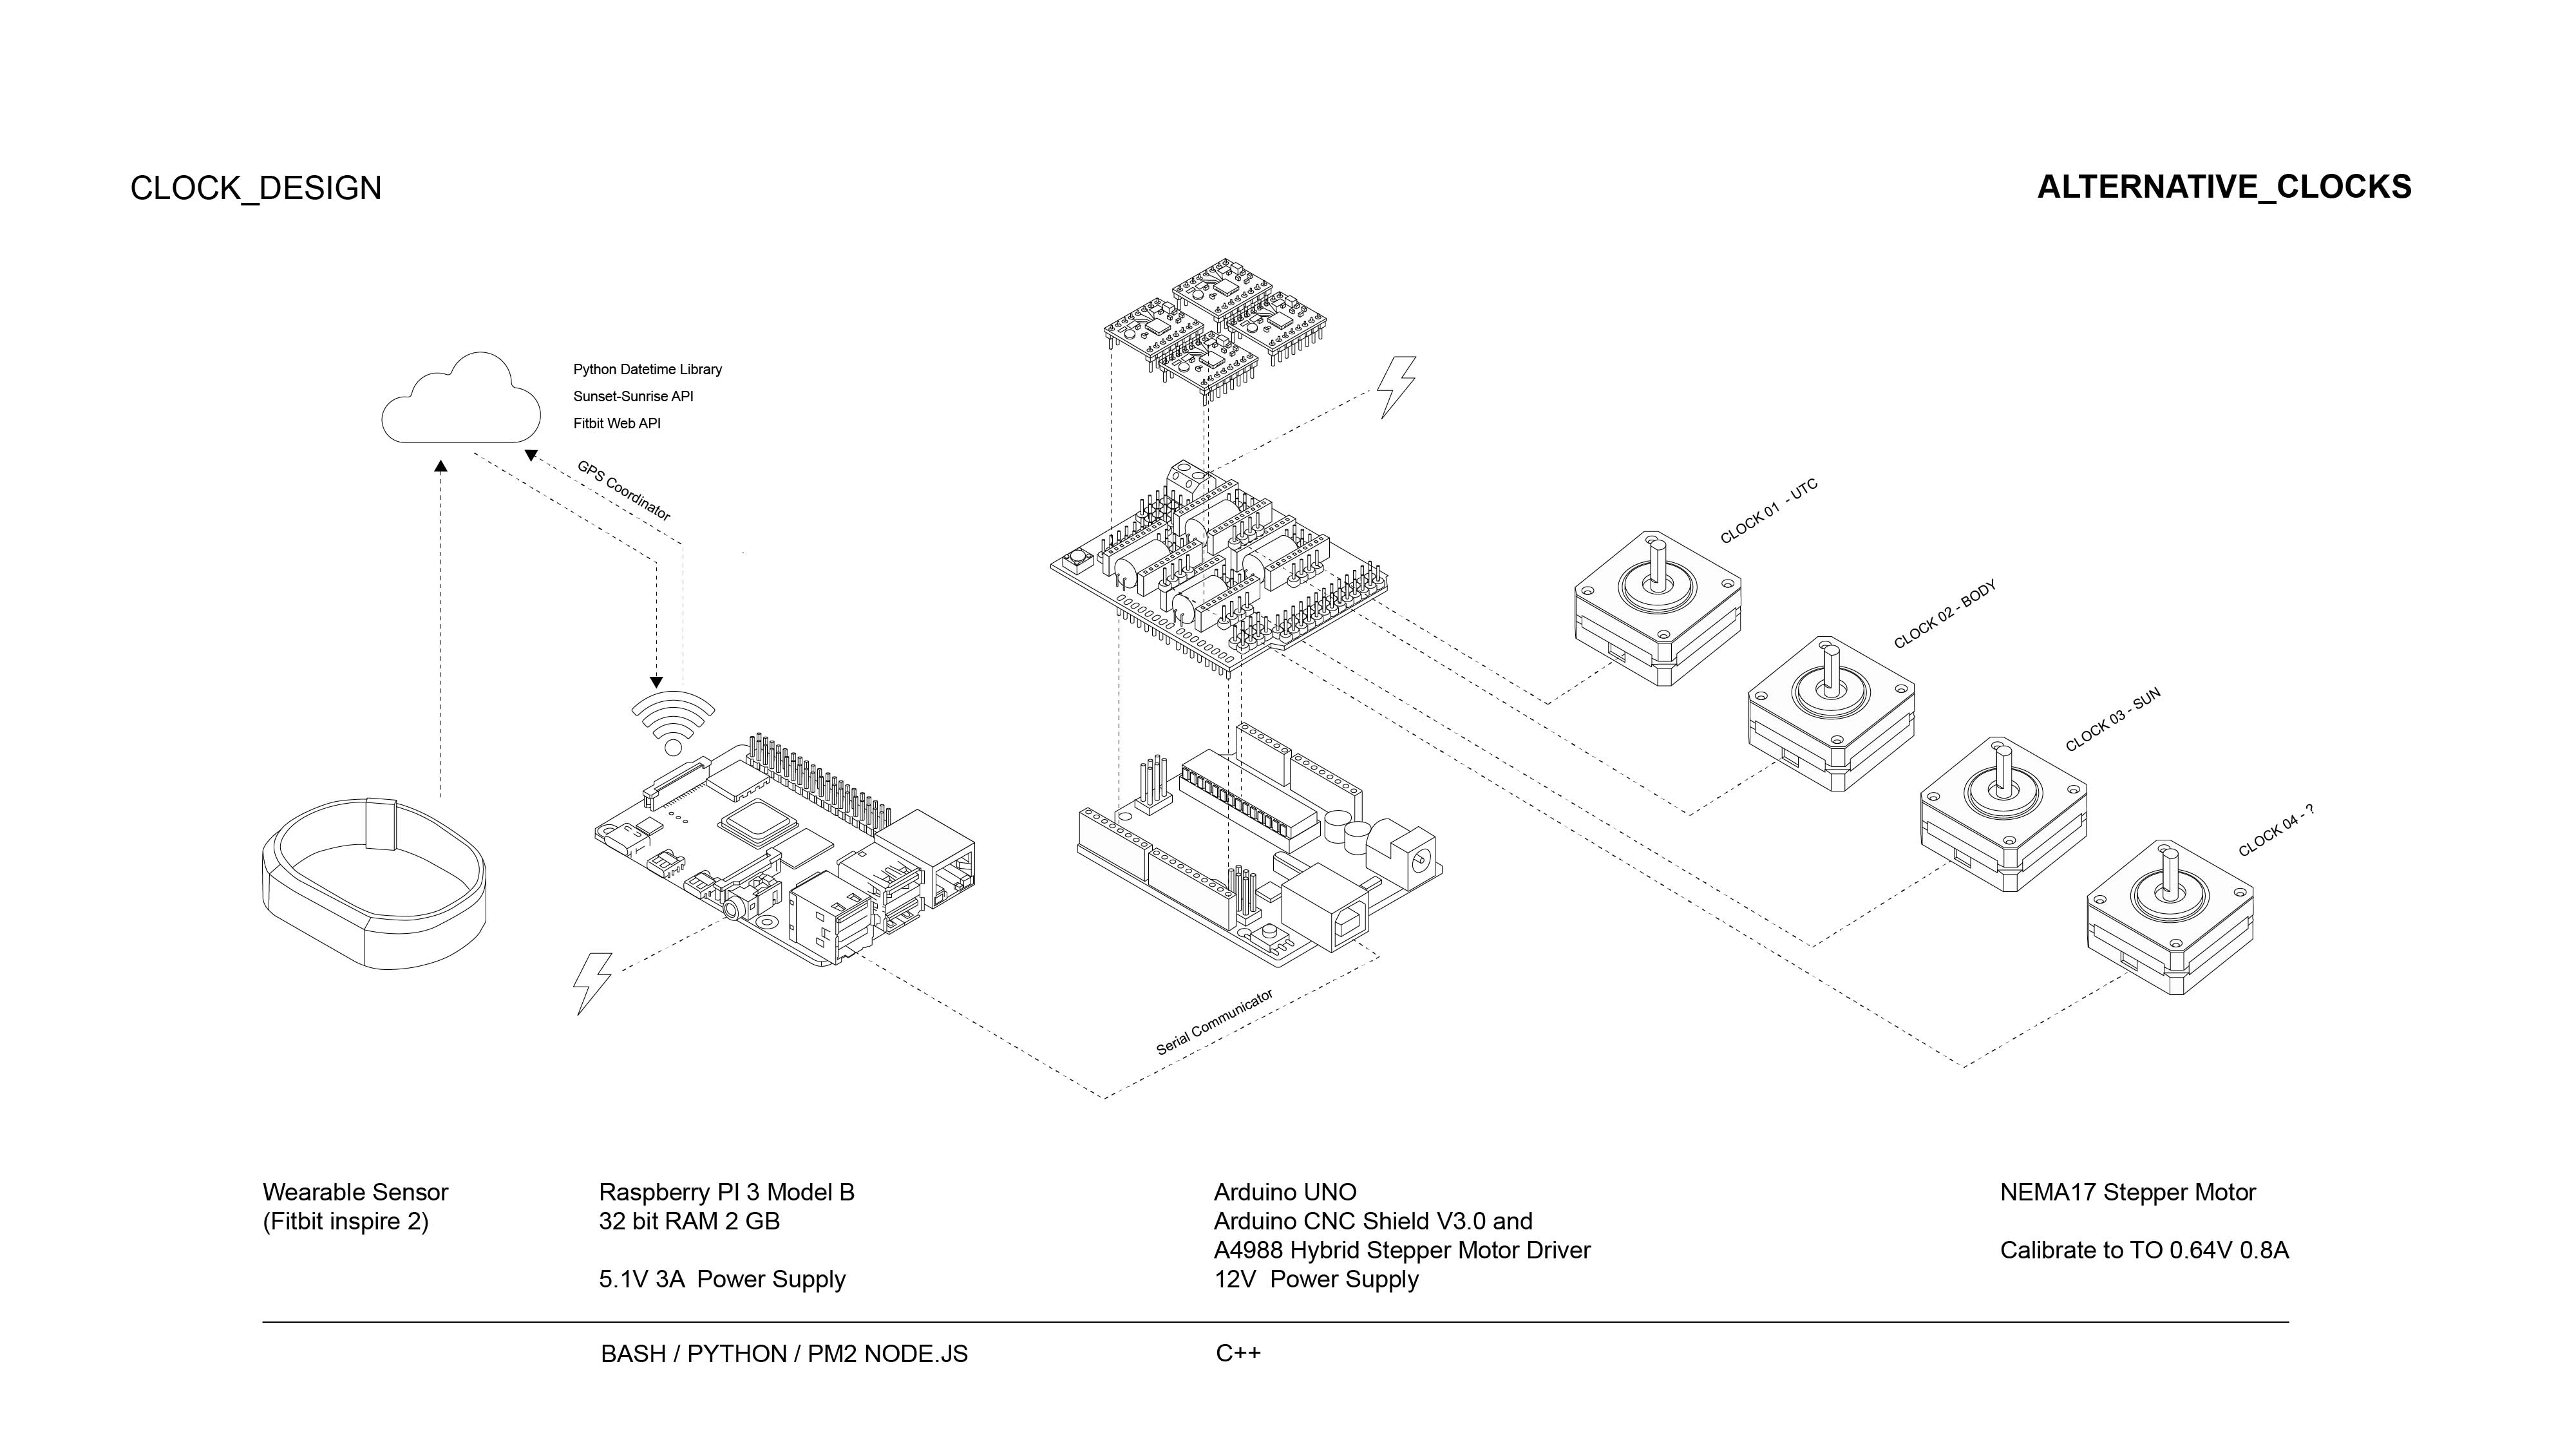 CLOCK_DESIGN
ALTERNATIVE_CLOCKS
Python Datetime Library
Sunset-Sunrise API
Fitbit Web API
GPS Coordinator
CLOCK 01 - UTC
CLOCK 02 - BODY
CLOCK 03 - SUN
CLOCK 04 - ?
Serial Communicator
Wearable Sensor
(Fitbit inspire 2)
Raspberry PI 3 Model B
32 bit RAM 2 GB
5.1V 3A  Power Supply
Arduino UNO
Arduino CNC Shield V3.0 and
A4988 Hybrid Stepper Motor Driver
12V  Power Supply
NEMA17 Stepper Motor
Calibrate to TO 0.64V 0.8A
BASH / PYTHON / PM2 NODE.JS
C++